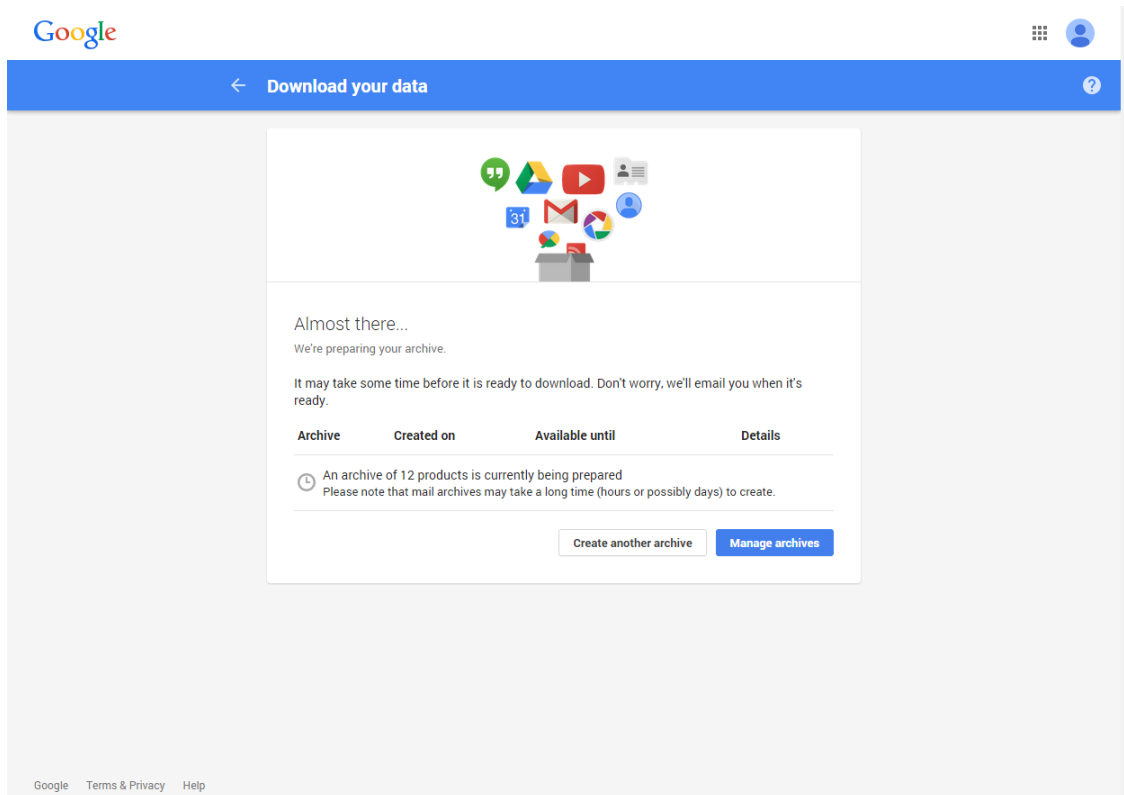 Google
Download your data
?
31
Almost there...
We're preparing your archive.
It may take some time before it is ready to download. Don't worry, we'll email you when it's
ready.
Archive Created on Available until Details
An archive of 12 products is currently being prepared
Please note that mail archives may take a long time (hours or possibly days) to create.
Create another archive Manage archives
Google Terms & Privacy Help